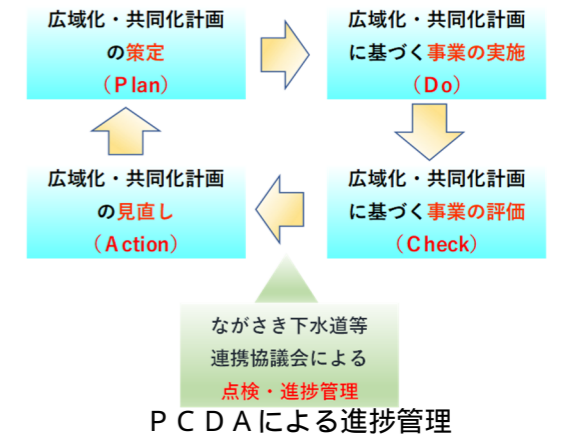 広域化・共同化計画
の策定
（Plan）
広域化・共同化計画
に基づく事業の実施
（Do）
広域化・共同化計画
の見直し
（Action）
広域化・共同化計画
に基づく事業の評価
（Check）
ながさき下水道等
連携協議会による
点検・進捗管理
ＰＣＤＡによる進捗管理